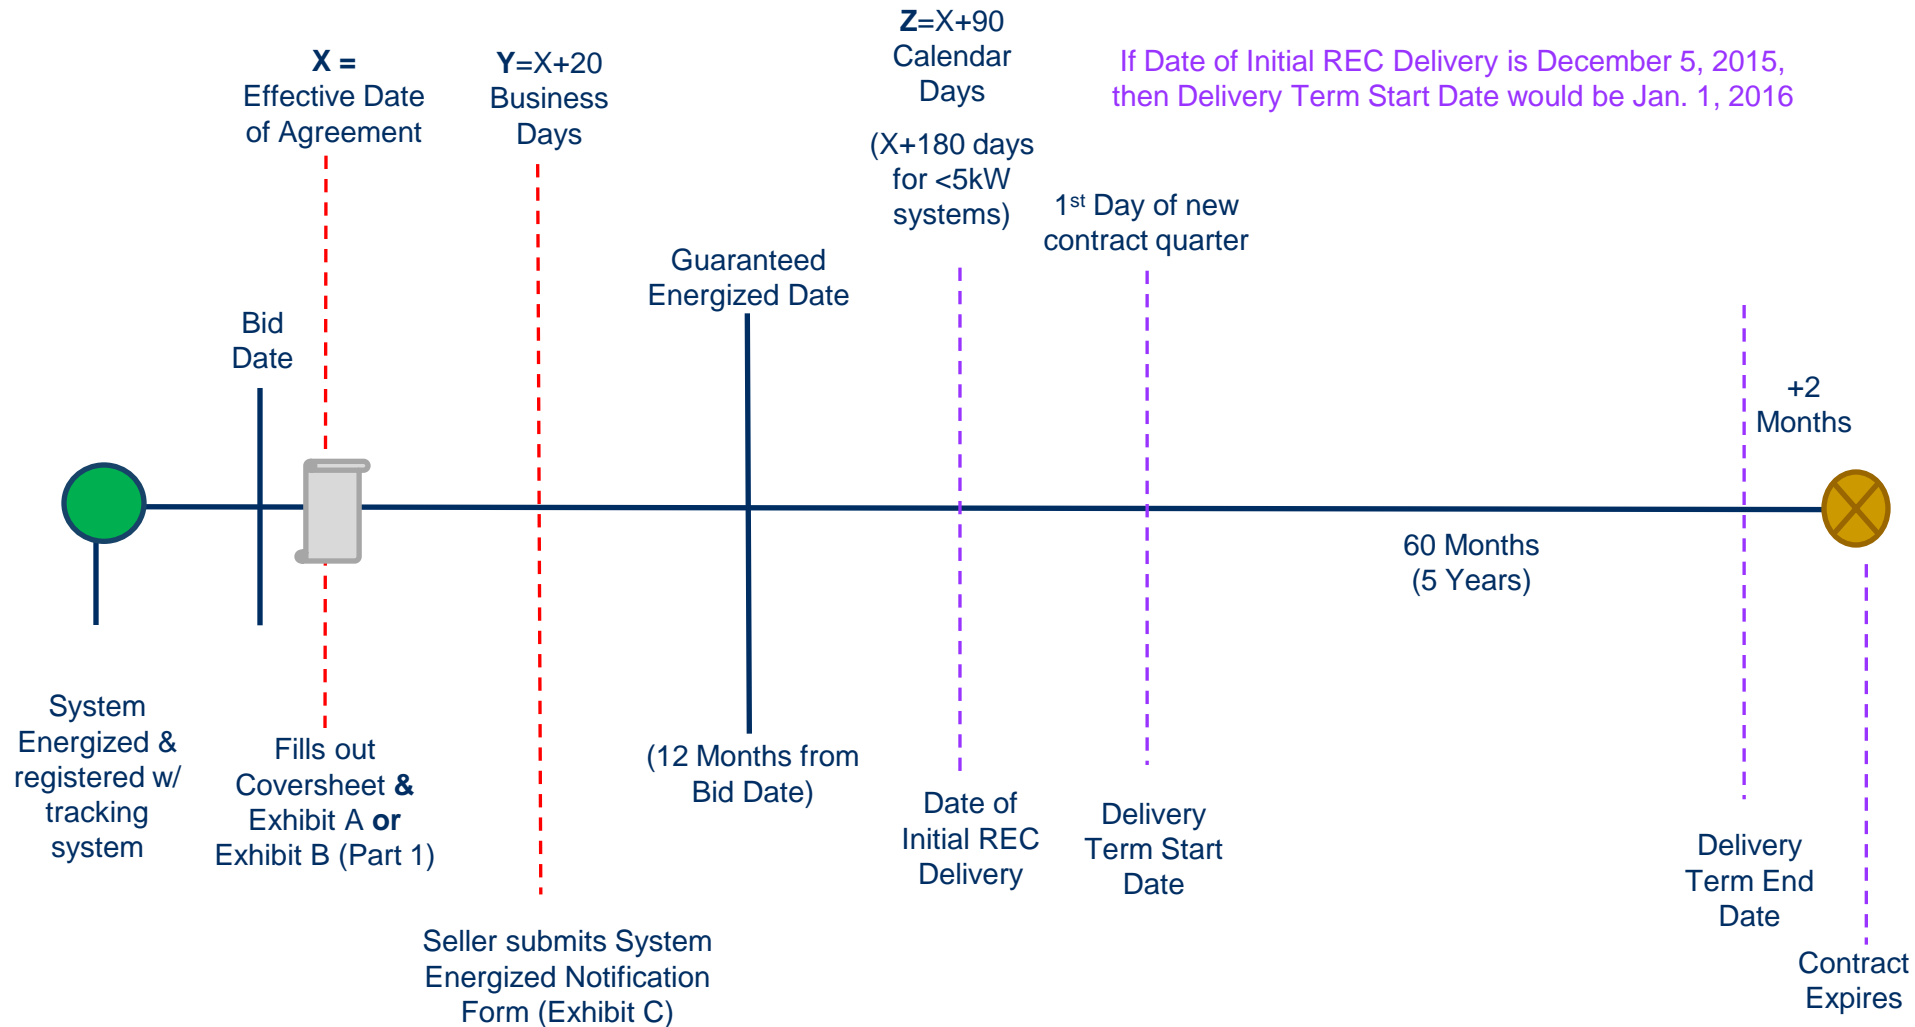 X =
Effective Date
of Agreement
Y=X+20
Business
Days
Z=X+90
Calendar
Days
(X+180 days
for <5kW
systems)
If Date of Initial REC Delivery is December 5, 2015,
then Delivery Term Start Date would be Jan. 1, 2016
1st Day of new
contract quarter
Guaranteed
Energized Date
Bid
Date
+2
Months
60 Months
(5 Years)
System
Energized &
registered w/
tracking
system
Fills out
Coversheet &
Exhibit A or
Exhibit B (Part 1)
(12 Months from
Bid Date)
Date of
Initial REC
Delivery
Delivery
Term Start
Date
Delivery
Term End
Date
Seller submits System
Energized Notification
Form (Exhibit C)
Contract
Expires